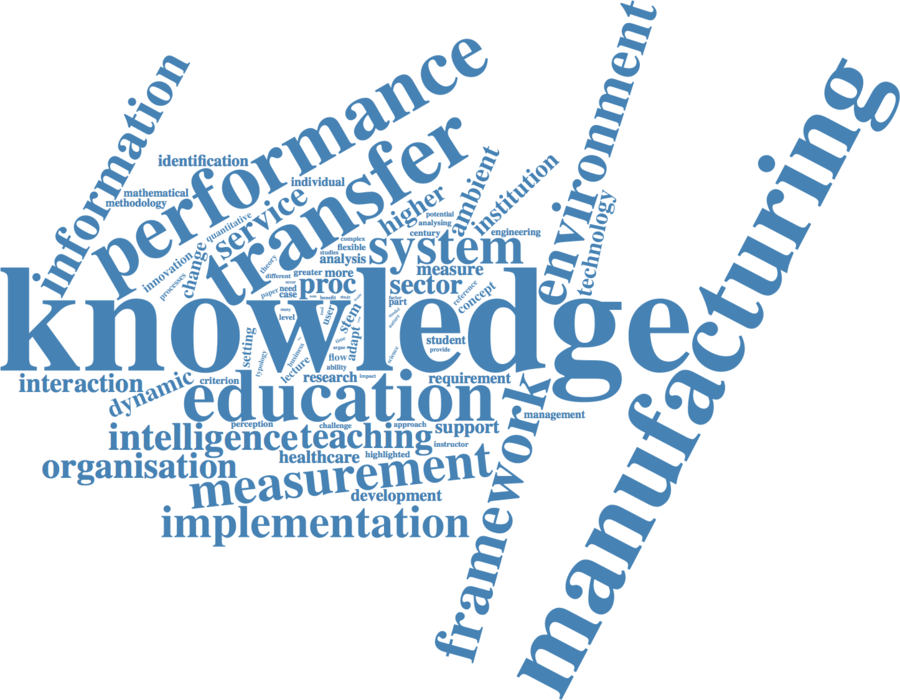 environment
performance
information
manufacturing
transfer
ambient
institution
identification
individual
mathematical
methodology
service
higher
technology
quantitative
potential
analysing
century
engineering
complex
flexible
system
studies
analysis
change
innovation
processes
theory
different
greater
more
measure
proc
sector
need
case
paper
benefit
factor
part
reference
concept
knowledge
level
user
stem
adapt
student
provide
setting
typology
business
lecture
flow
ability
science
research
impact
requirement
interaction
dynamic
criterion
education
management
framework
perception
challenge
approach
support
intelligence
teaching
instructor
healthcare
highlighted
organisation
measurement
development
implementation